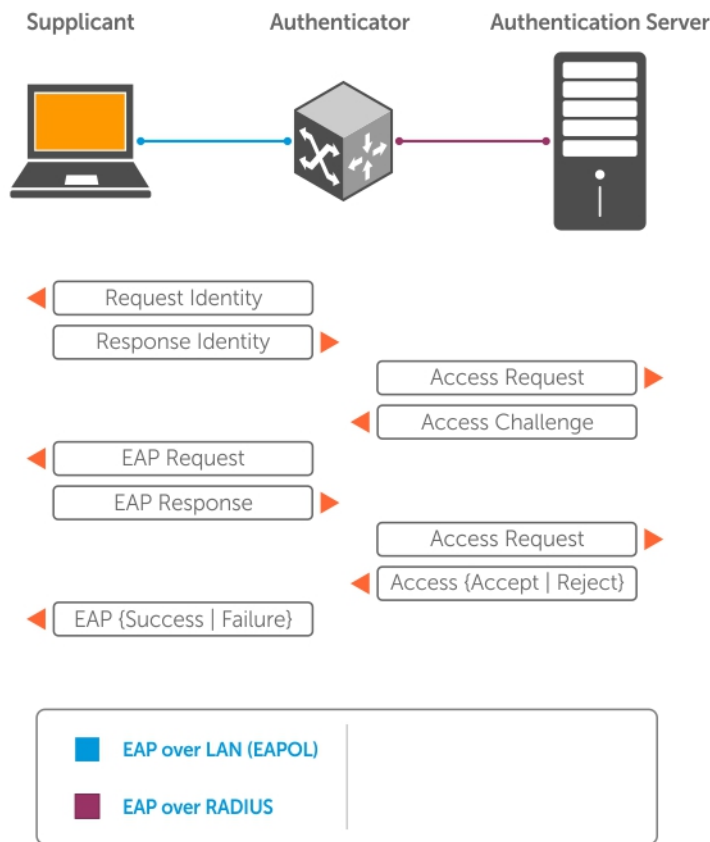 Supplicant
Authenticator
Authentication Server
Request Identity
Response Identity
Access Request
Access Challenge
EAP Request
EAP Response
Access Request
Access {Accept | Reject}
EAP {Success | Failure}
EAP over LAN (EAPOL)
EAP over RADIUS